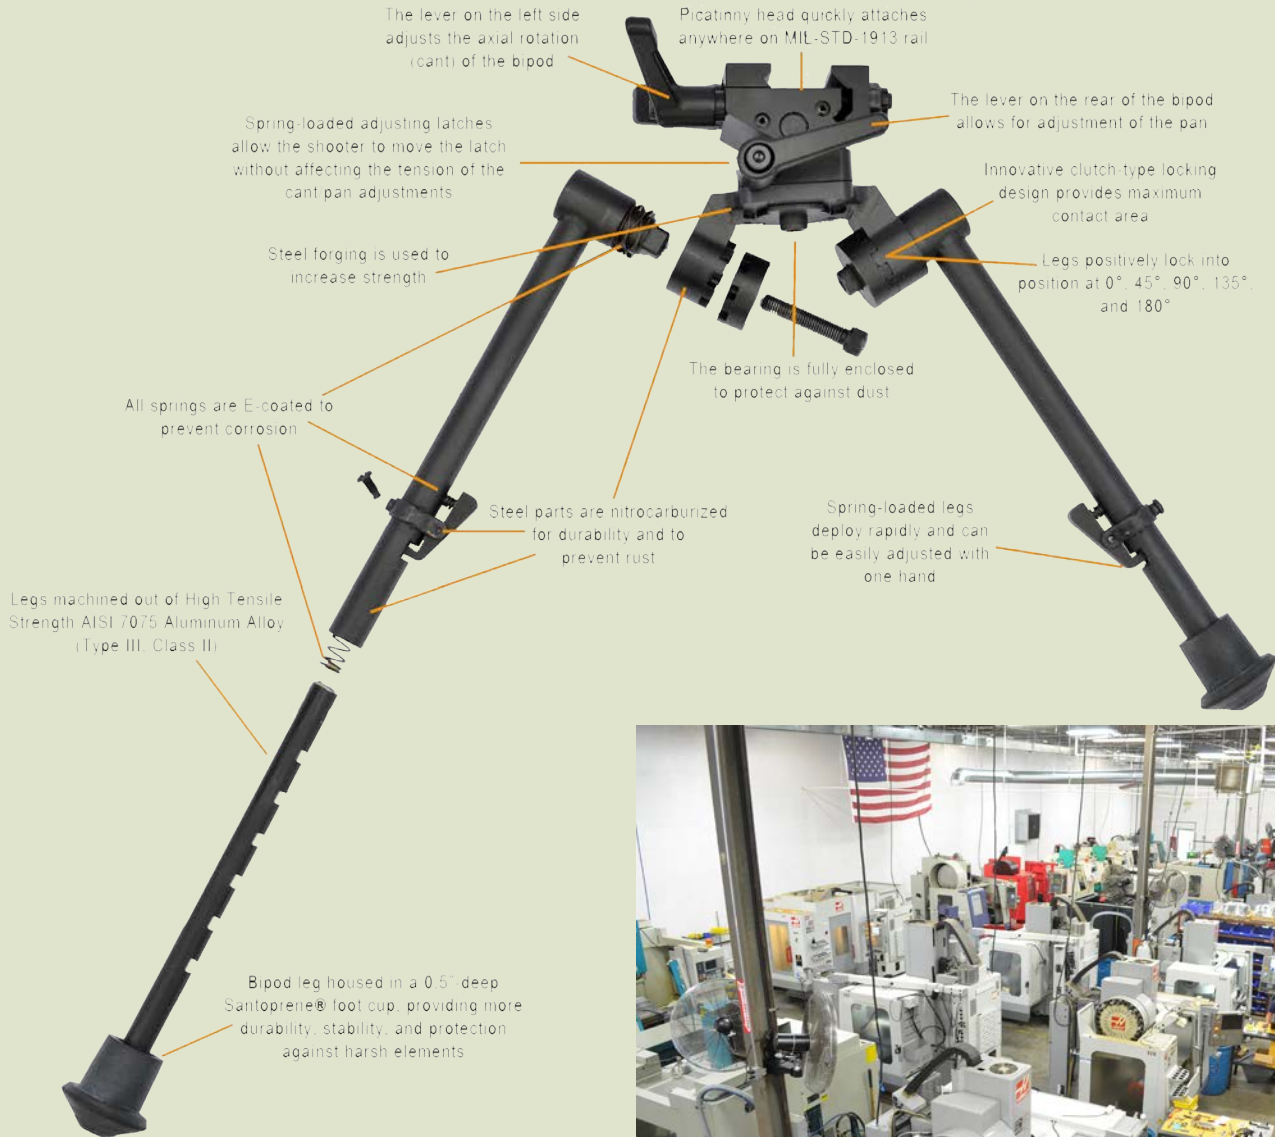 The lever on the left side
adjusts the axial rotation
(cant) of the bipod
Picatinny head quickly attaches
anywhere on MIL-STD-1913 rail
The lever on the rear of the bipod
allows for adjustment of the pan
Spring-loaded adjusting latches
allow the shooter to move the latch
without affecting the tension of the
cant pan adjustments
Innovative clutch-type locking
design provides maximum
contact area
Steel forging is used to
increase strength
Legs positively lock into
position at 0°, 45°, 90°, 135°,
and 180°
The bearing is fully enclosed
to protect against dust
All springs are E-coated to
prevent corrosion
Steel parts are nitrocarburized
for durability and to
prevent rust
Spring-loaded legs
deploy rapidly and can
be easily adjusted with
one hand
Legs machined out of High Tensile
Strength AISI 7075 Aluminum Alloy
(Type III, Class II)
Bipod leg housed in a 0.5"-deep
Santoprene® foot cup, providing more
durability, stability, and protection
against harsh elements